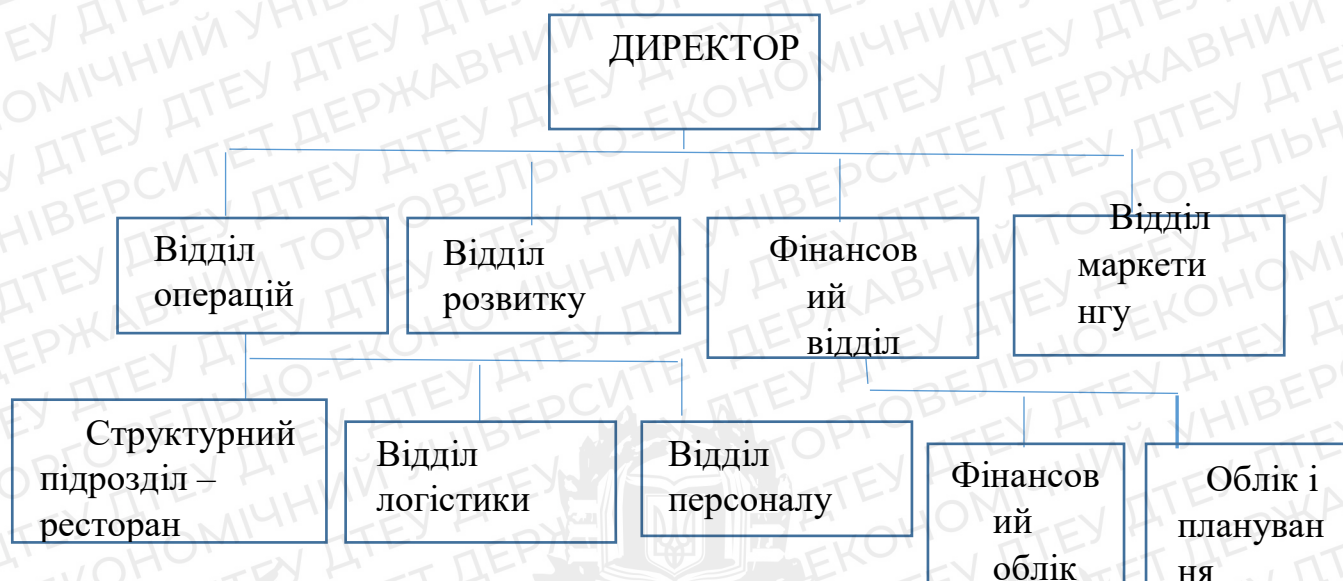 ДИРЕКТОР
Відділ
операцій
Відділ
розвитку
Фінансов
ий
відділ
Відділ
маркети
нгу
Структурний
підрозділ –
ресторан
Відділ
логістики
Відділ
персоналу
Фінансов
ий
облік
Облік і
плануван
ня